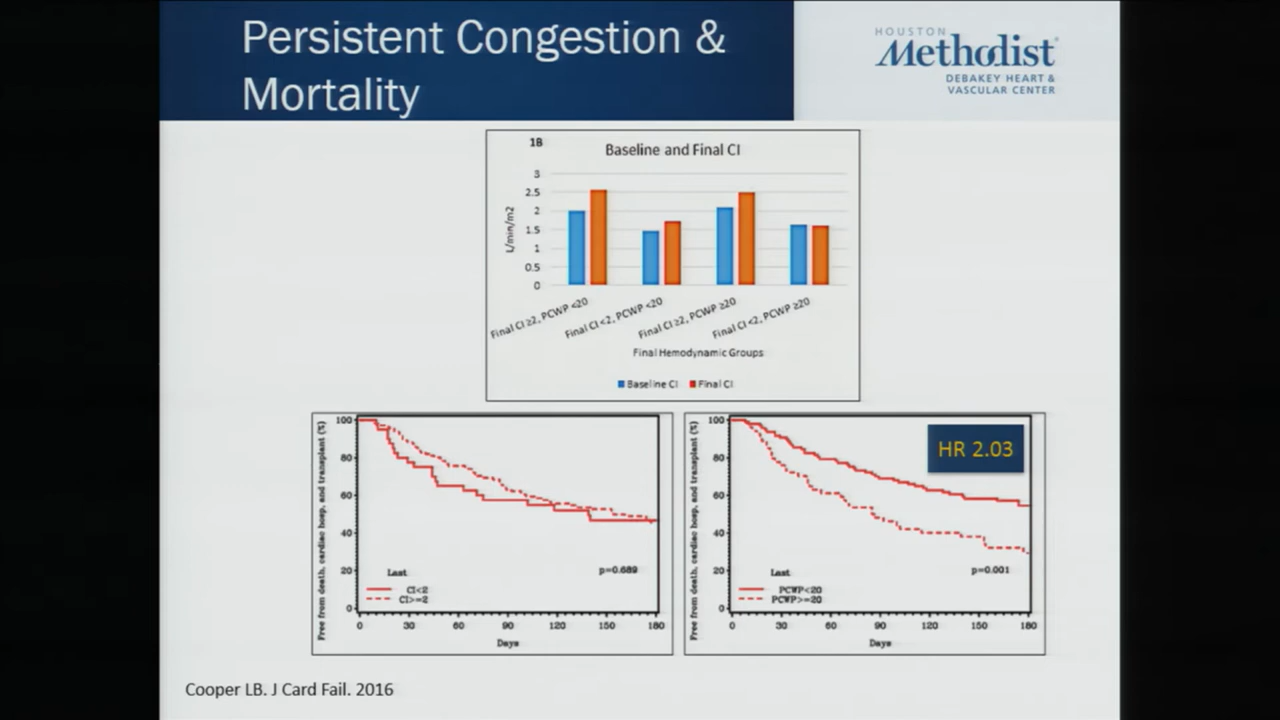 Persistent Congestion &
Mortality
HOUSTON
Methodist
DEBAKEY HEART &
VASCULAR CENTER
1B
Baseline and Final CI
L/min/m2
3
2.5
2
1.5
1
0.5
0
Final CI ≥2, PCWP <20
Final CI <2, PCWP <20
Final CI ≥2, PCWP ≥20
Final CI <2, PCWP ≥20
Final Hemodynamic Groups
Baseline CI
Final CI
Free from death, cardiac hosp, and transplant (%)
100
80
60
40
20
0
Last
CI<2
CI>=2
p=0.689
0 30 60 90 120 150 180
Days
Free from death, cardiac hosp, and transplant (%)
100
80
60
40
20
0
HR 2.03
Last
PCWP<20
PCWP>=20
p=0.001
0 30 60 90 120 150 180
Days
Cooper LB. J Card Fail. 2016